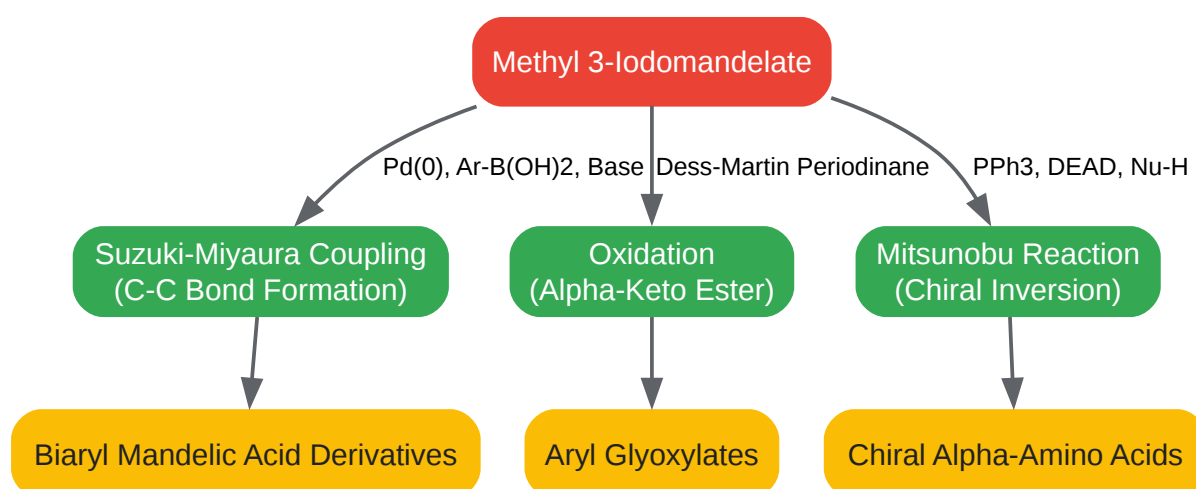 Methyl 3-Iodomandelate
Pd(0), Ar-B(OH)2, Base
Dess-Martin Periodinane
PPh3, DEAD, Nu-H
Suzuki-Miyaura Coupling
(C-C Bond Formation)
Oxidation
(Alpha-Keto Ester)
Mitsunobu Reaction
(Chiral Inversion)
Biaryl Mandelic Acid Derivatives
Aryl Glyoxylates
Chiral Alpha-Amino Acids